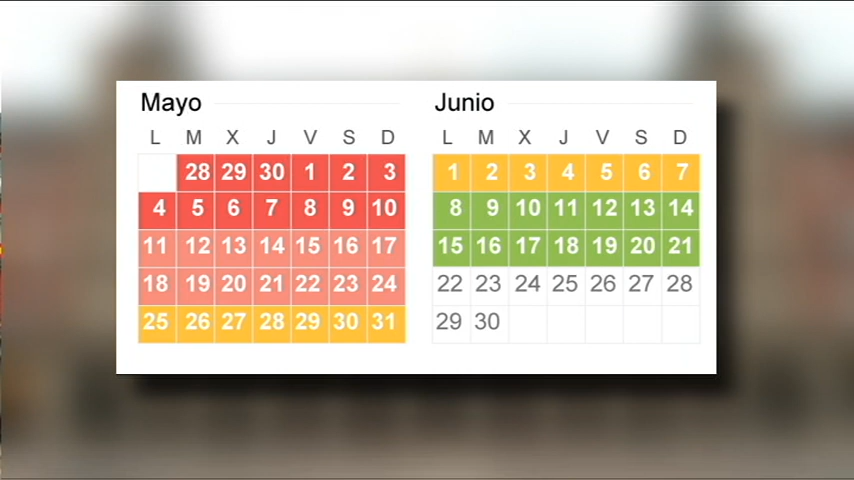 Mayo
L M X J V S D
28 29 30 1 2 3
4 5 6 7 8 9 10
11 12 13 14 15 16 17
18 19 20 21 22 23 24
25 26 27 28 29 30 31
Junio
L M X J V S D
1 2 3 4 5 6 7
8 9 10 11 12 13 14
15 16 17 18 19 20 21
22 23 24 25 26 27 28
29 30